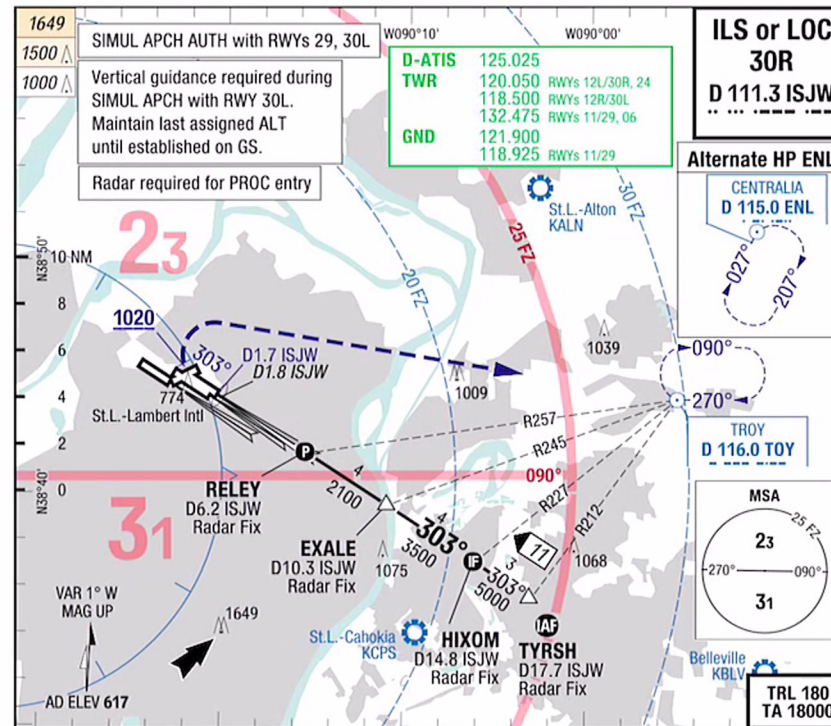 1649
1500
1000
SIMUL APCH AUTH with RWYs 29, 30L
Vertical guidance required during
SIMUL APCH with RWY 30L.
Maintain last assigned ALT
until established on GS.
Radar required for PROC entry
W090°10'
W090°00'
D-ATIS 125.025
TWR 120.050 RWYs 12L/30R, 24
118.500 RWYs 12R/30L
132.475 RWYs 11/29, 06
GND 121.900
118.925 RWYs 11/29
ILS or LOC
30R
D 111.3 ISJW
Alternate HP ENL
CENTRALIA
D 115.0 ENL
027°
207°
St.L.-Alton
KALN
30 FZ
25 FZ
20 FZ
N38°50'
10 NM
8
6
4
2
0
N38°40'
23
31
1020
303°
D1.7 ISJW
D1.8 ISJW
774
St.L.-Lambert Intl
1009
1039
090°
270°
TROY
D 116.0 TOY
R257
R245
R227
R212
090°
P
RELEY
D6.2 ISJW
Radar Fix
4
2100
EXALE
D10.3 ISJW
Radar Fix
4
303°
3500
IF
HIXOM
D14.8 ISJW
Radar Fix
3
303°
5000
11
1068
1075
IAF
TYRSH
D17.7 ISJW
Radar Fix
MSA
25 FZ
23
270°
090°
31
VAR 1° W
MAG UP
1649
AD ELEV 617
St.L.-Cahokia
KCPS
Belleville
KBLV
TRL 180
TA 18000